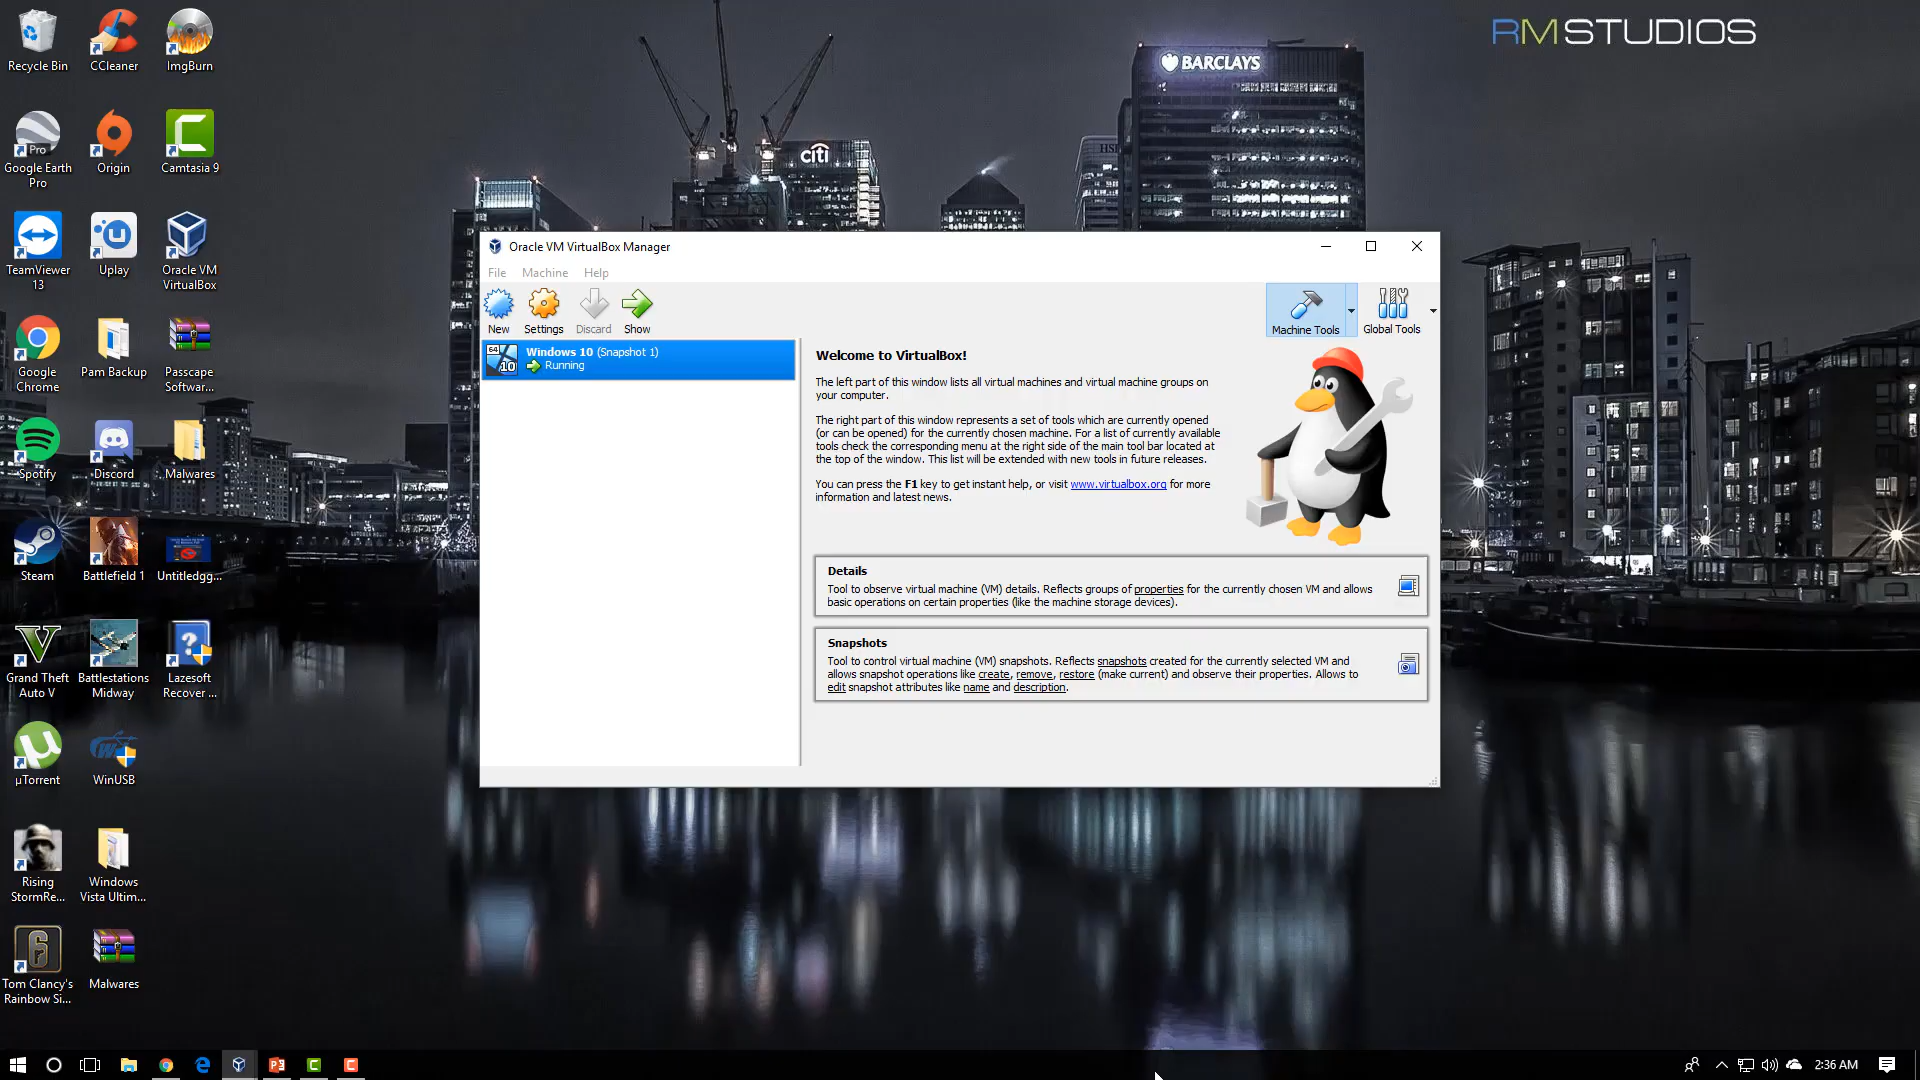 Recycle Bin
CCleaner
ImgBurn
Google Earth
Pro
Origin
Camtasia 9
TeamViewer
13
Uplay
Oracle VM
VirtualBox
Google
Chrome
Pam Backup
Passcape
Softwar...
Spotify
Discord
Malwares
Steam
Battlefield 1
Untitledgg...
Grand Theft
Auto V
Battlestations
Midway
Lazesoft
Recover ...
µTorrent
WinUSB
Rising
StormRe...
Windows
Vista Ultim...
Tom Clancy's
Rainbow Si...
Malwares
RMSTUDIOS
BARCLAYS
citi
Pro
Oracle VM VirtualBox Manager
File Machine Help
New
Settings
Discard
Show
Machine Tools
Global Tools
64
10
Windows 10 (Snapshot 1)
Running
Welcome to VirtualBox!
The left part of this window lists all virtual machines and virtual machine groups on
your computer.
The right part of this window represents a set of tools which are currently opened
(or can be opened) for the currently chosen machine. For a list of currently available
tools check the corresponding menu at the right side of the main tool bar located at
the top of the window. This list will be extended with new tools in future releases.
You can press the F1 key to get instant help, or visit www.virtualbox.org for more
information and latest news.
Details
Tool to observe virtual machine (VM) details. Reflects groups of properties for the currently chosen VM and allows
basic operations on certain properties (like the machine storage devices).
Snapshots
Tool to control virtual machine (VM) snapshots. Reflects snapshots created for the currently selected VM and
allows snapshot operations like create, remove, restore (make current) and observe their properties. Allows to
edit snapshot attributes like name and description.
2:36 AM